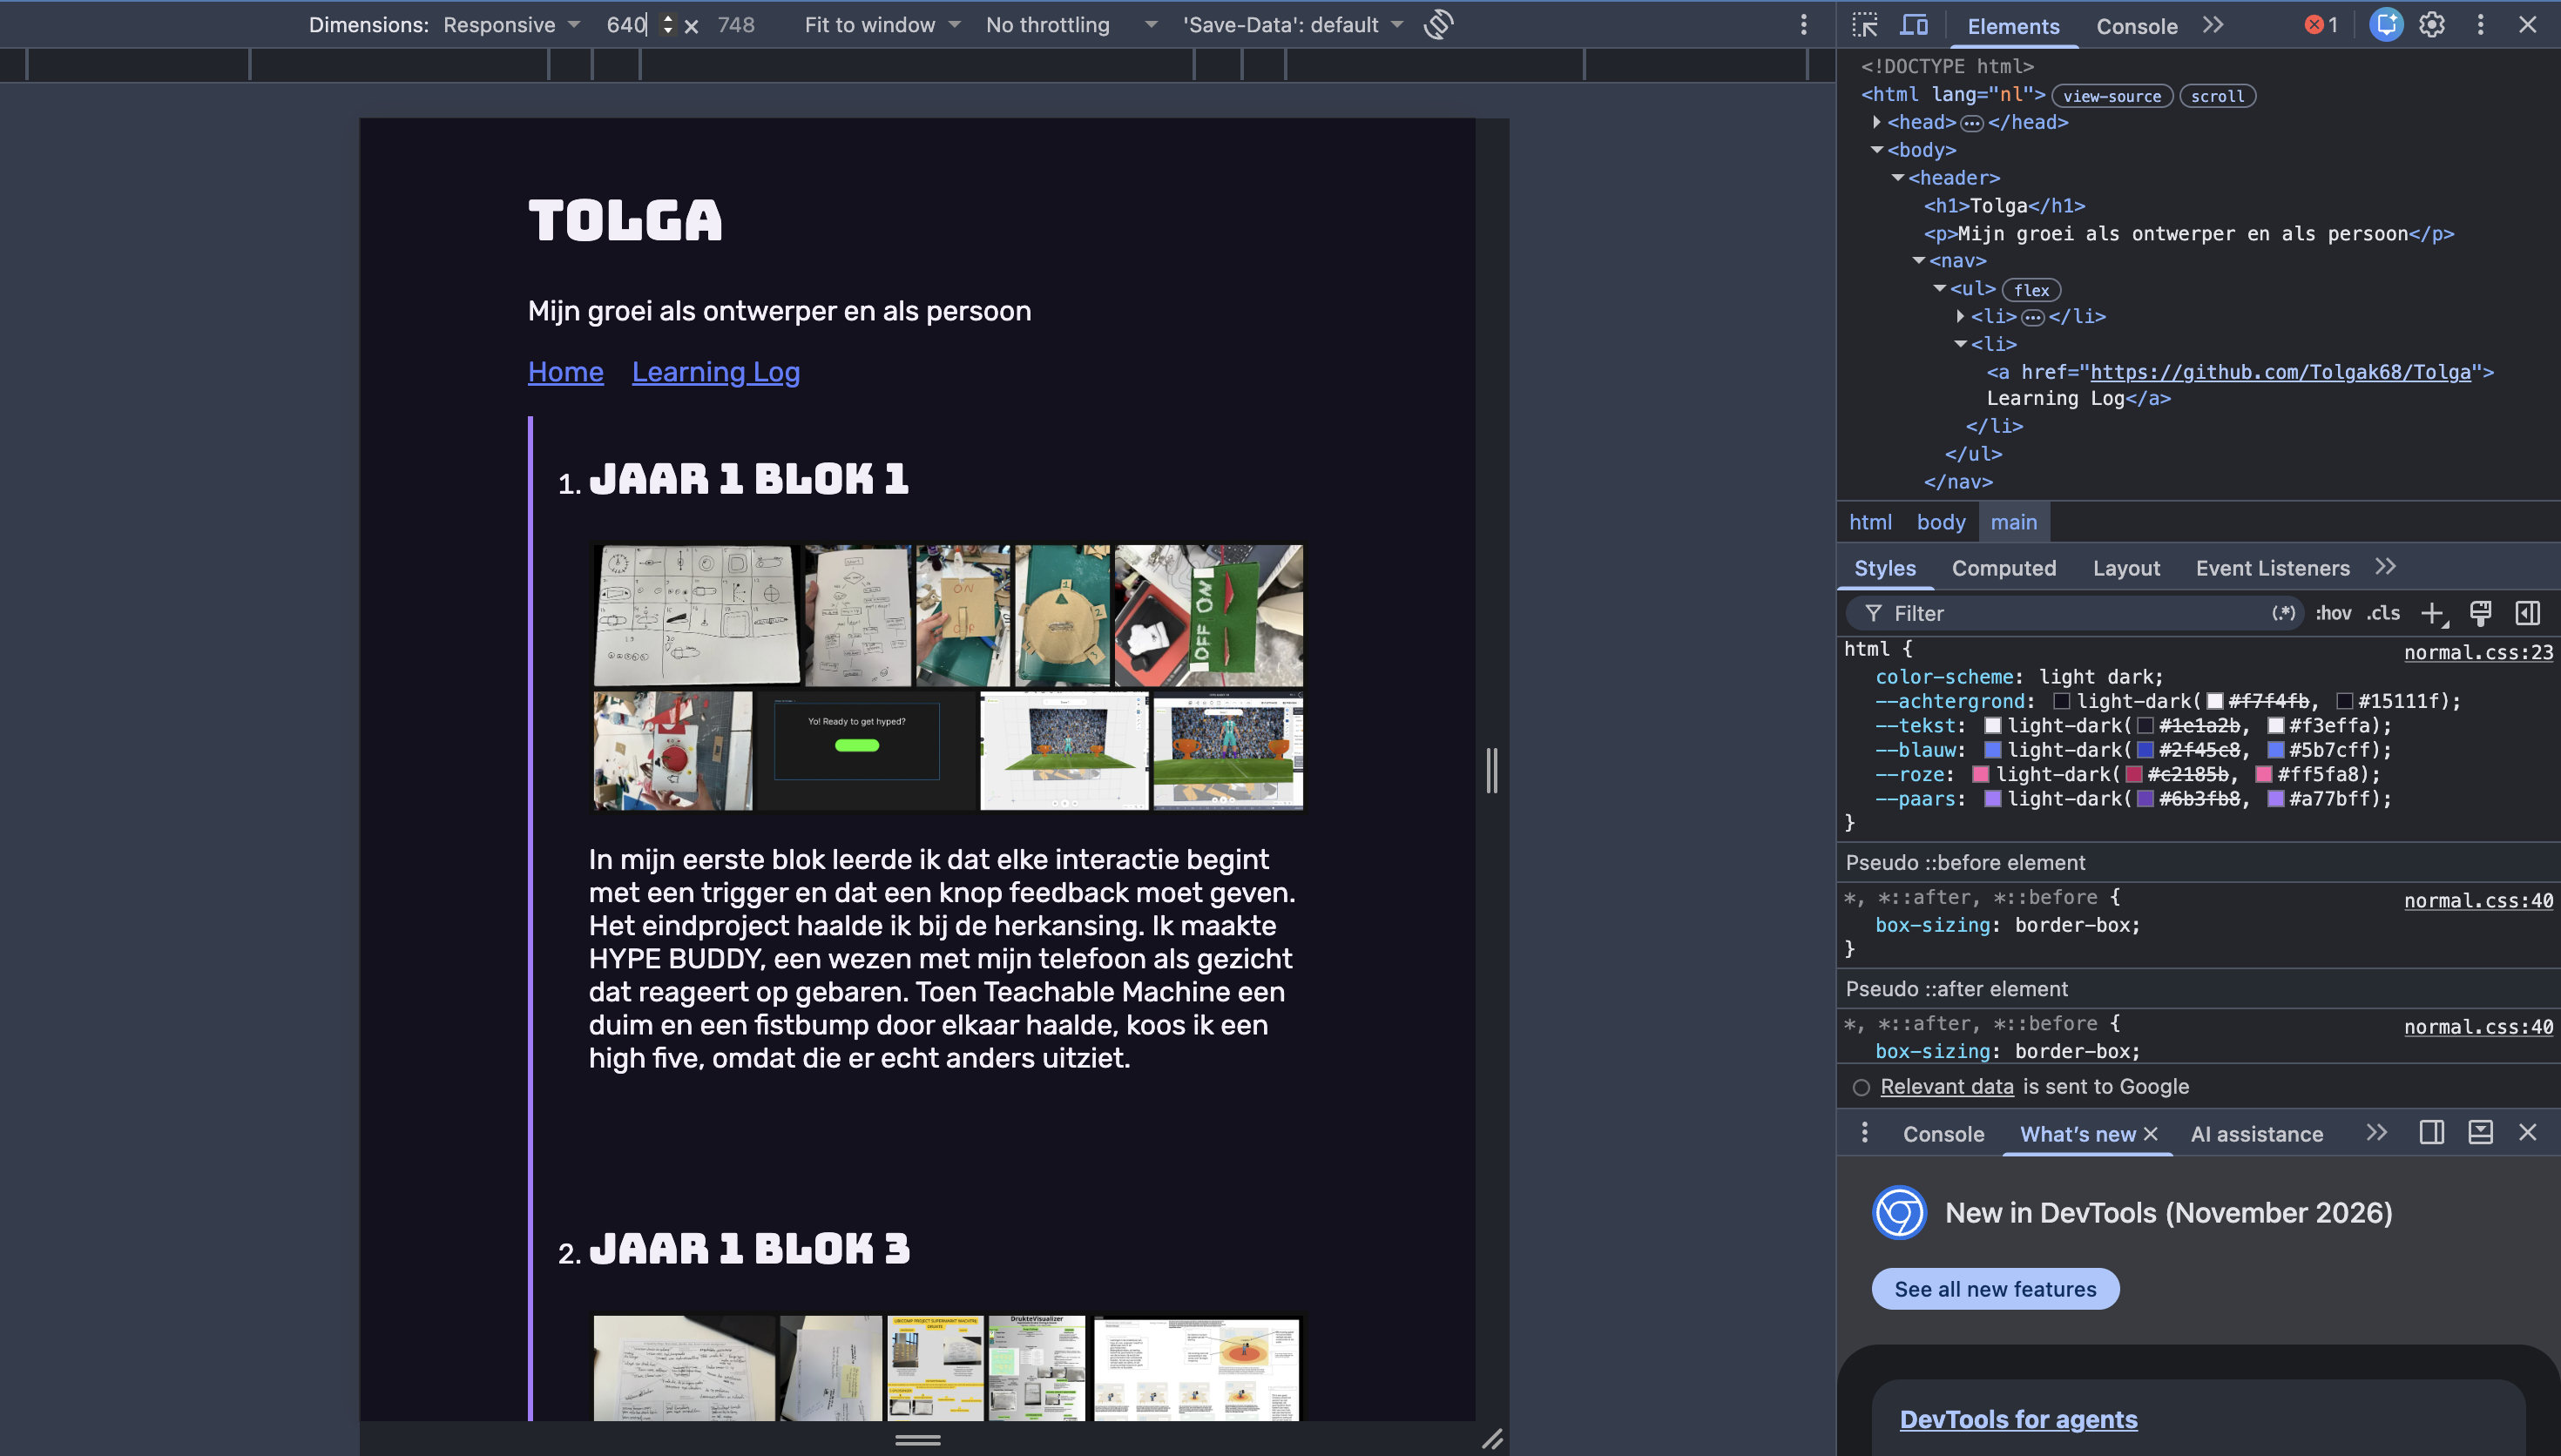 Dimensions: Responsive 640 × 748 Fit to window No throttling 'Save-Data': default
TOLGA
Mijn groei als ontwerper en als persoon
Home Learning Log
1. JAAR 1 BLOK 1
ON
OFF ON
Yo! Ready to get hyped?
In mijn eerste blok leerde ik dat elke interactie begint
met een trigger en dat een knop feedback moet geven.
Het eindproject haalde ik bij de herkansing. Ik maakte
HYPE BUDDY, een wezen met mijn telefoon als gezicht
dat reageert op gebaren. Toen Teachable Machine een
duim en een fistbump door elkaar haalde, koos ik een
high five, omdat die er echt anders uitziet.
2. JAAR 1 BLOK 3
DrukteVisualizer
Elements Console 1
<!DOCTYPE html>
<html lang="nl"> view-source scroll
<head> ••• </head>
<body>
<header>
<h1>Tolga</h1>
<p>Mijn groei als ontwerper en als persoon</p>
<nav>
<ul> flex
<li> ••• </li>
<li>
<a href="https://github.com/Tolgak68/Tolga">
Learning Log</a>
</li>
</ul>
</nav>
html body main
Styles Computed Layout Event Listeners
Filter (.*) :hov .cls
html { normal.css:23
color-scheme: light dark;
--achtergrond: light-dark(#f7f4fb, #15111f);
--tekst: light-dark(#1e1a2b, #f3effa);
--blauw: light-dark(#2f45c8, #5b7cff);
--roze: light-dark(#c2185b, #ff5fa8);
--paars: light-dark(#6b3fb8, #a77bff);
}
Pseudo ::before element
*, *::after, *::before { normal.css:40
box-sizing: border-box;
}
Pseudo ::after element
*, *::after, *::before { normal.css:40
box-sizing: border-box;
Relevant data is sent to Google
Console What's new AI assistance
New in DevTools (November 2026)
See all new features
DevTools for agents